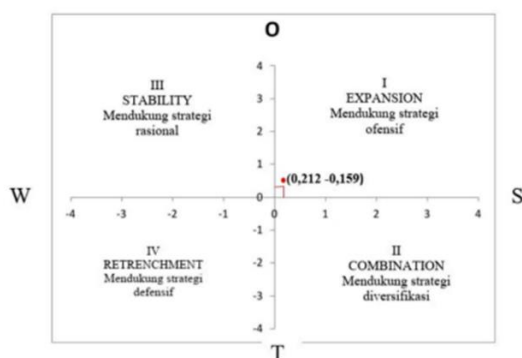 O
III
STABILITY
Mendukung strategi
rasional
I
EXPANSION
Mendukung strategi
ofensif
4
3
2
1
0
(0,212 -0,159)
W
S
-4
-3
-2
-1
0
1
2
3
4
-1
-2
-3
-4
IV
RETRENCHMENT
Mendukung strategi
defensif
II
COMBINATION
Mendukung strategi
diversifikasi
T